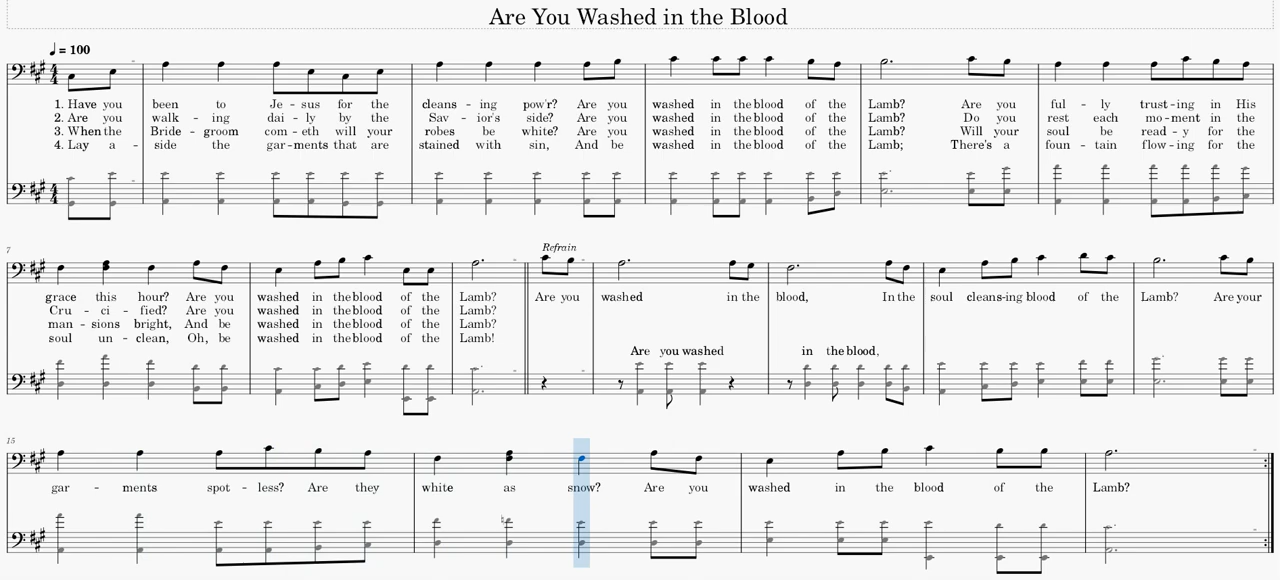 Are You Washed in the Blood
♩ = 100
1. Have you been to Je - sus for the cleans - ing pow'r? Are you washed in the blood of the Lamb? Are you ful - ly trust - ing in His
2. Are you walk - ing dai - ly by the Sav - ior's side? Are you washed in the blood of the Lamb? Do you rest each mo - ment in the
3. When the Bride - groom com - eth will your robes be white? Are you washed in the blood of the Lamb? Will your soul be read - y for the
4. Lay a - side the gar - ments that are stained with sin, And be washed in the blood of the Lamb; There's a foun - tain flow - ing for the
7
Refrain
grace this hour? Are you washed in the blood of the Lamb? Are you washed in the blood, In the soul cleans - ing blood of the Lamb? Are your
Cru - ci - fied? Are you washed in the blood of the Lamb?
man - sions bright, And be washed in the blood of the Lamb?
soul un - clean, Oh, be washed in the blood of the Lamb!
Are you washed in the blood,
15
gar - ments spot - less? Are they white as snow? Are you washed in the blood of the Lamb?